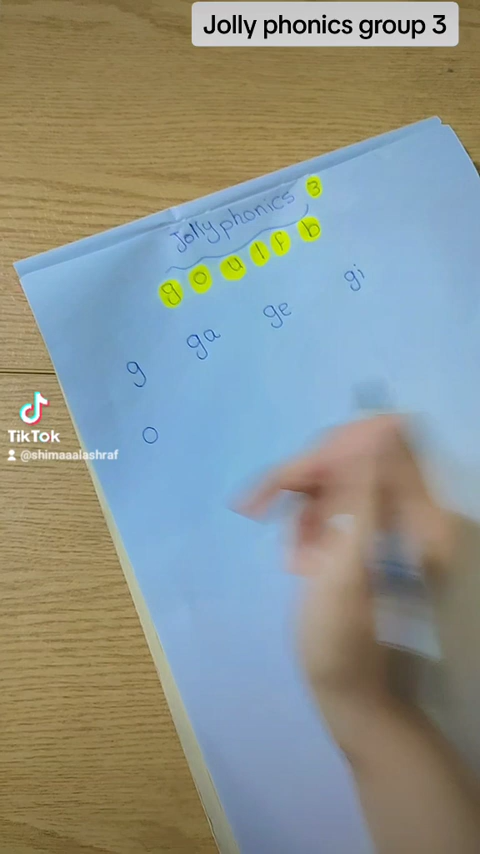 Jolly phonics group 3
Jolly phonics 3
g o u l f b
g ga ge gi
o
TikTok
@shimaaalashraf